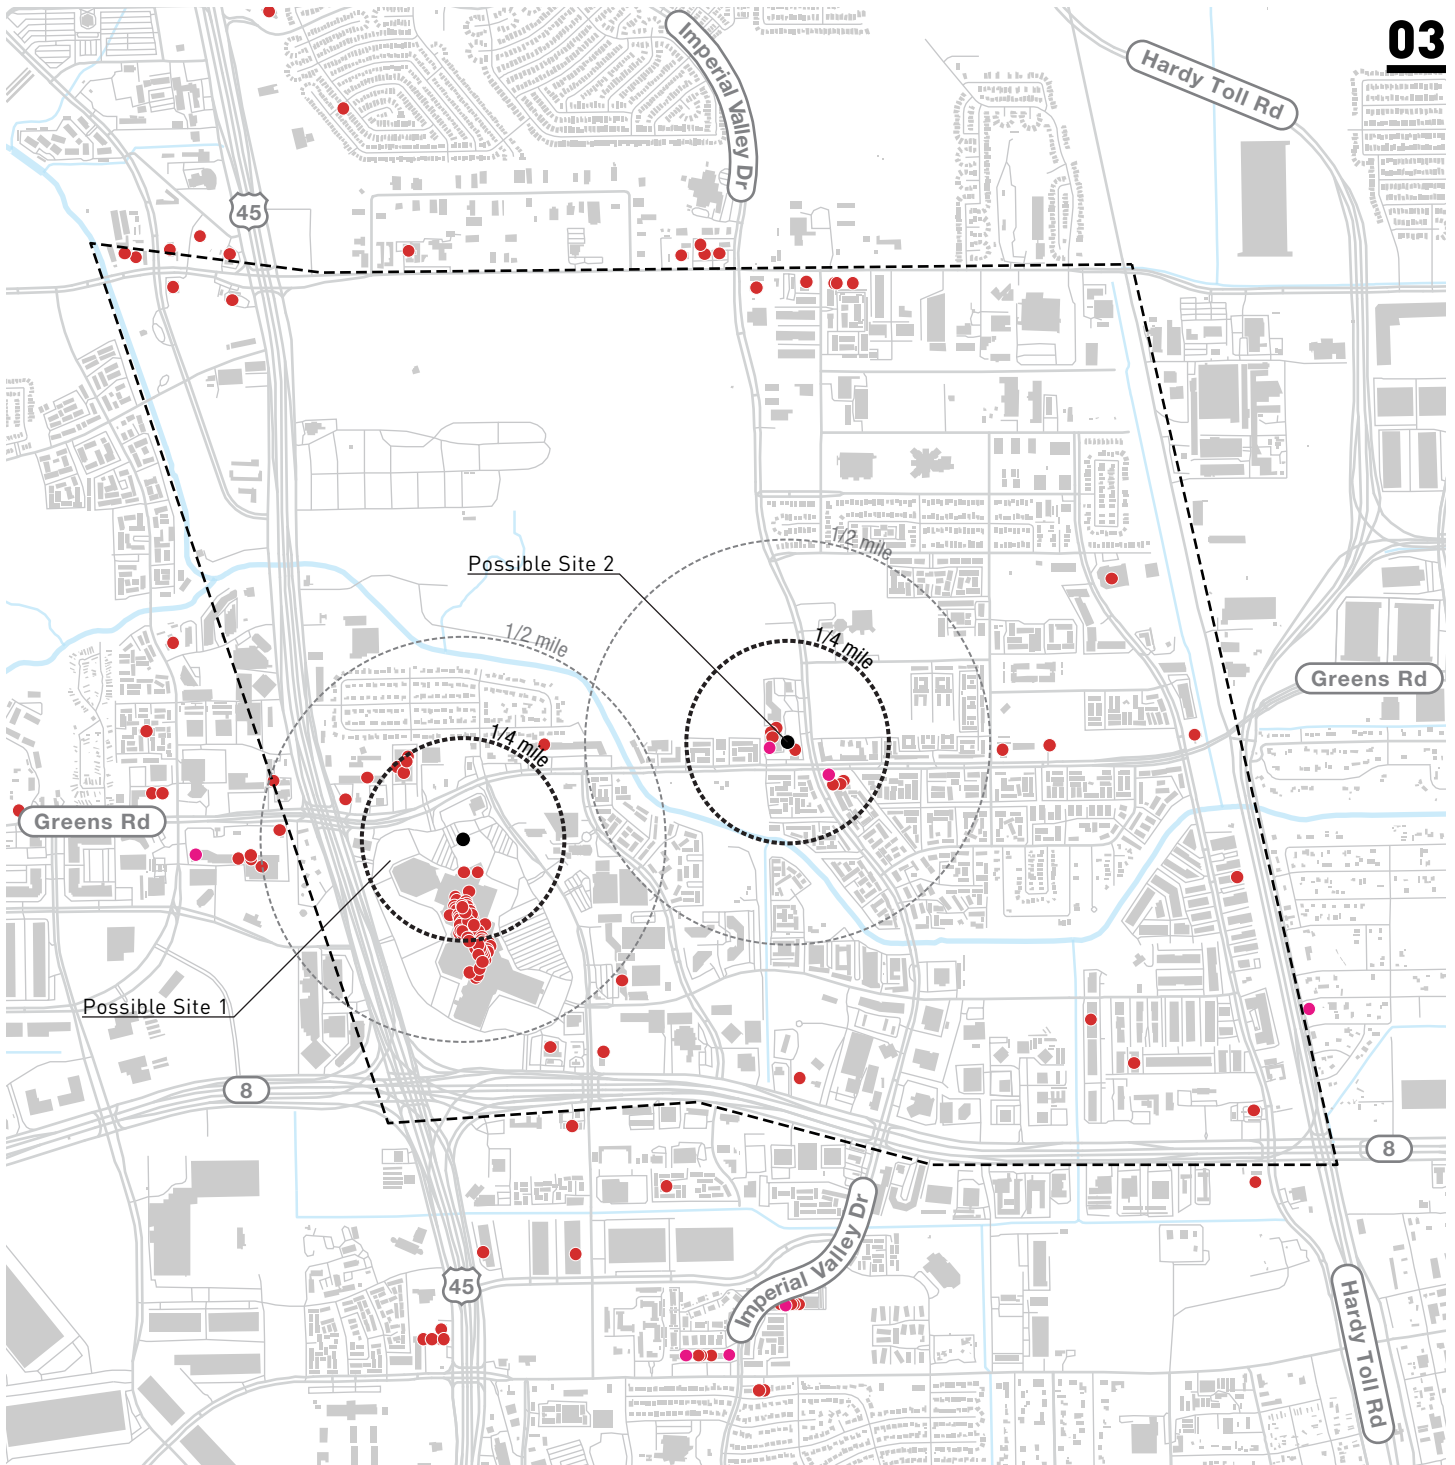 03
Imperial Valley Dr
Hardy Toll Rd
45
1/2 mile
Possible Site 2
1/2 mile
1/4 mile
Greens Rd
1/4 mile
Greens Rd
Possible Site 1
8
8
Imperial Valley Dr
45
Hardy Toll Rd